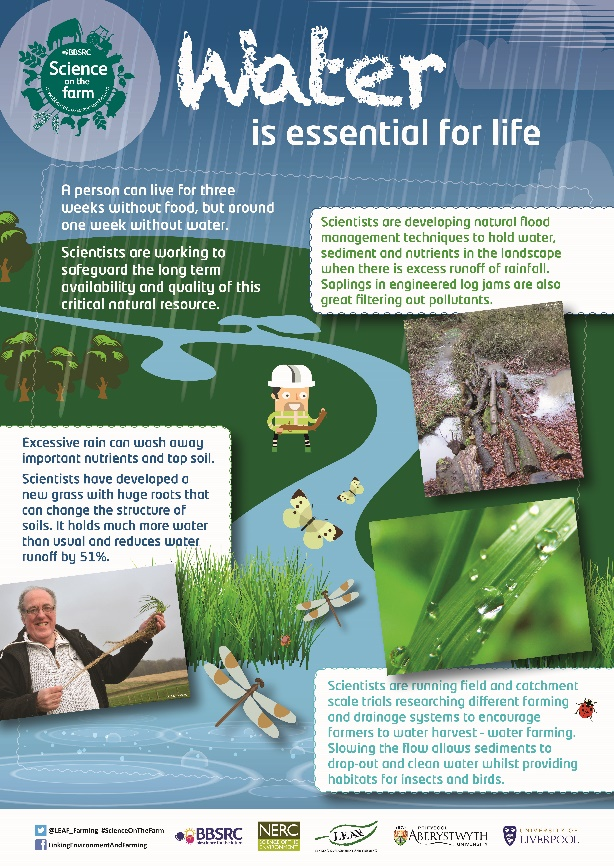 BBSRC
Science
on the
farm
Water
is essential for life
A person can live for three
weeks without food, but around
one week without water.
Scientists are working to
safeguard the long term
availability and quality of this
critical natural resource.
Scientists are developing natural flood
management techniques to hold water,
sediment and nutrients in the landscape
when there is excess runoff of rainfall.
Saplings in engineered log jams are also
great filtering out pollutants.
Excessive rain can wash away
important nutrients and top soil.
Scientists have developed a
new grass with huge roots that
can change the structure of
soils. It holds much more water
than usual and reduces water
runoff by 51%.
Scientists are running field and catchment
scale trials researching different farming
and drainage systems to encourage
farmers to water harvest - water farming.
Slowing the flow allows sediments to
drop-out and clean water whilst providing
habitats for insects and birds.
@LEAF_Farming #ScienceOnTheFarm
LinkingEnvironmentAndFarming
BBSRC
NERC
SCIENCE OF THE
ENVIRONMENT
LEAF
ABERYSTWYTH
UNIVERSITY
UNIVERSITY OF
LIVERPOOL